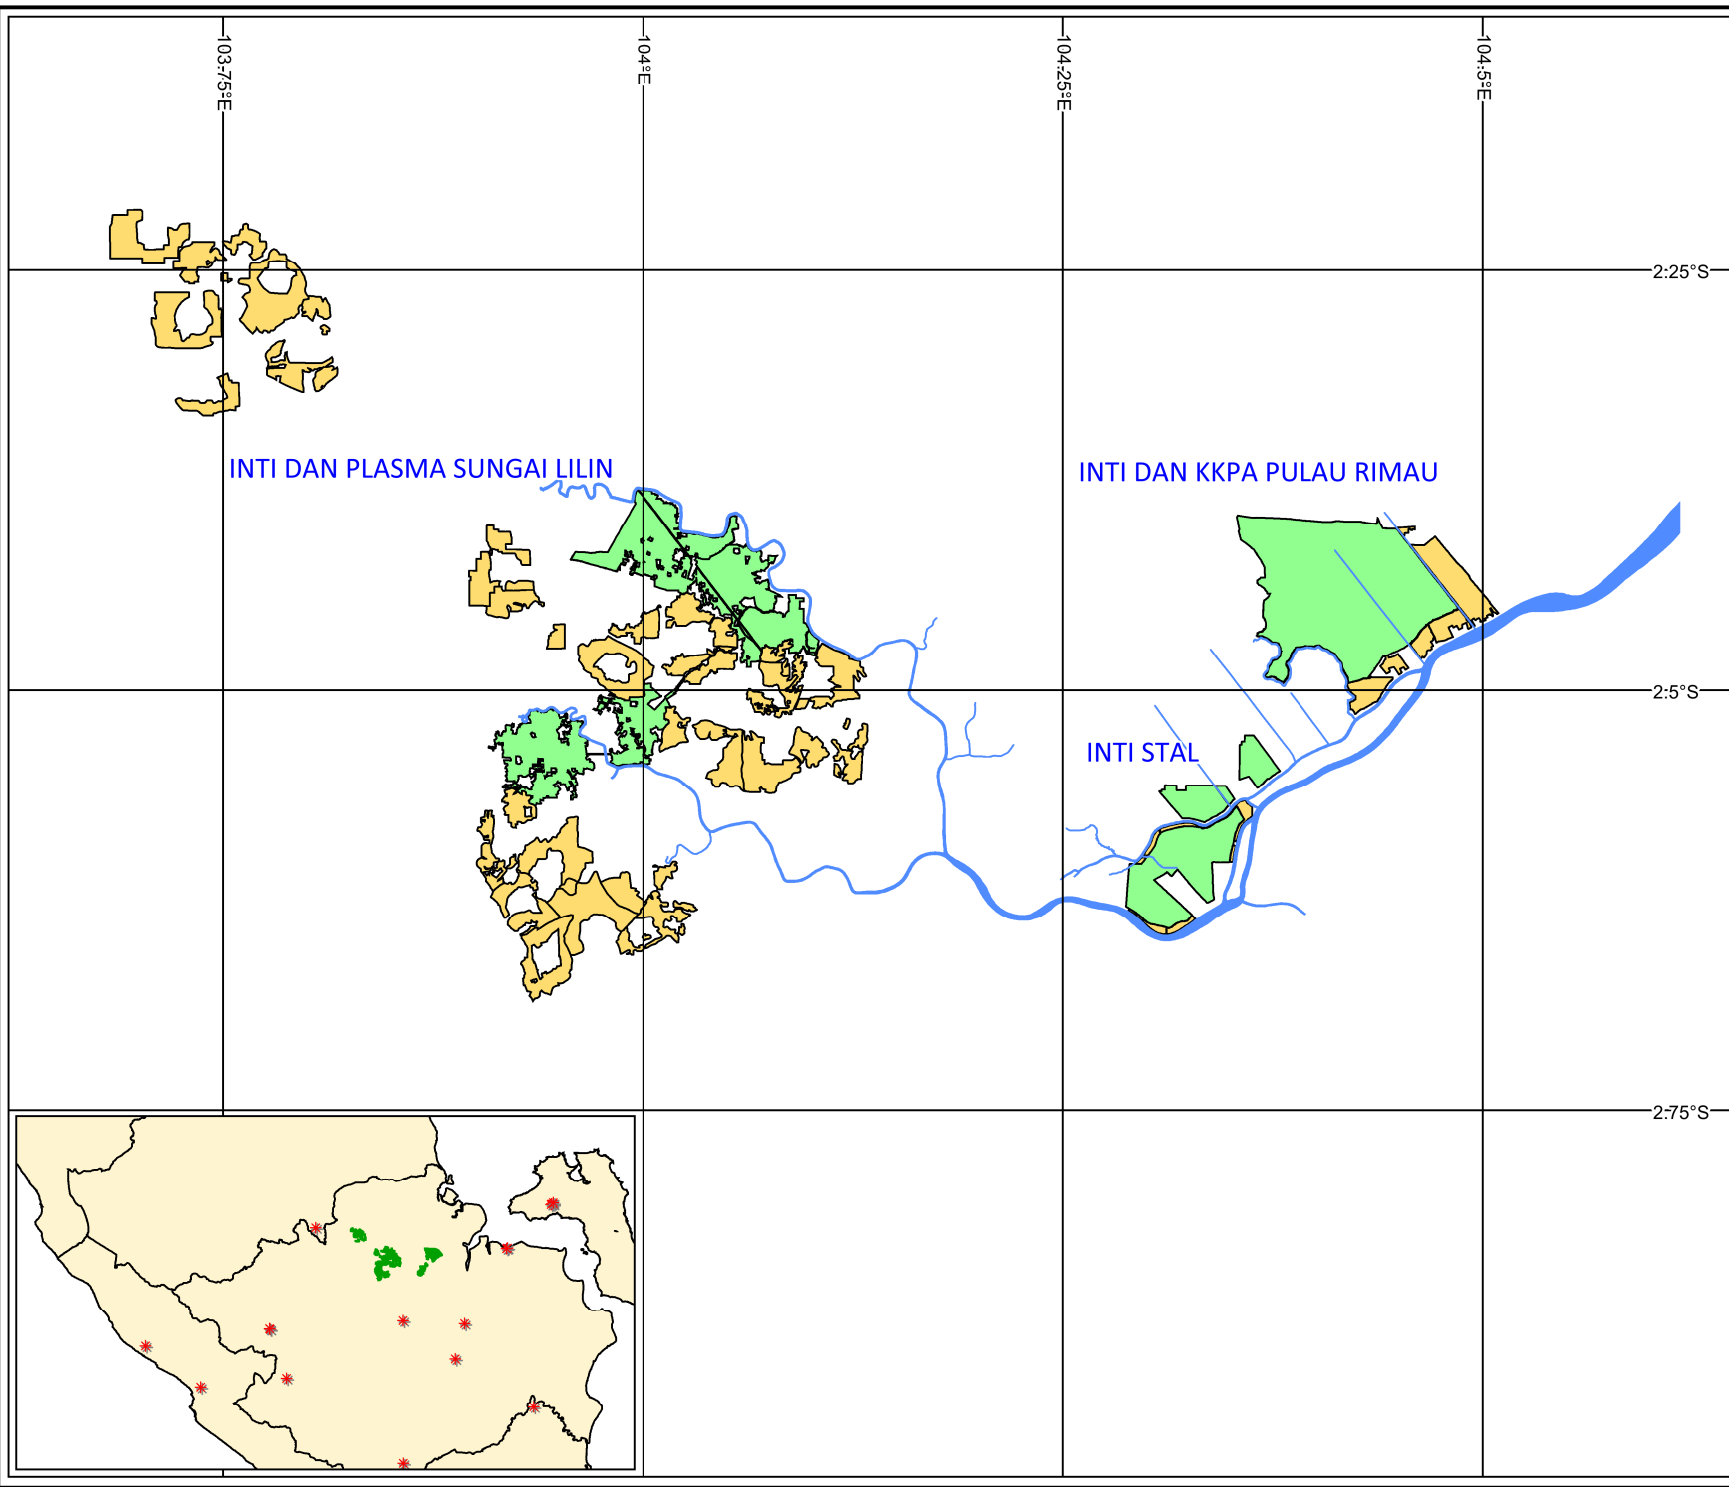 103.75°E
104°E
104.25°E
104.5°E
2.25°S
INTI DAN PLASMA SUNGAI LILIN
INTI DAN KKPA PULAU RIMAU
2.5°S
INTI STAL
2.75°S